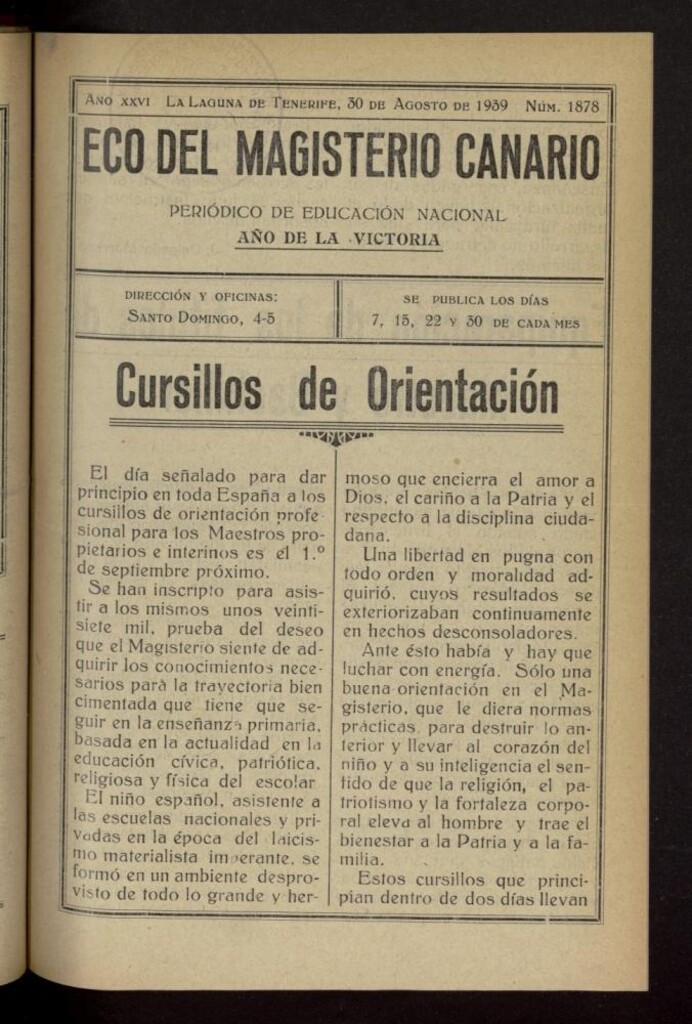 Año XXVI La Laguna de Tenerife, 30 de Agosto de 1939 Núm. 1878
ECO DEL MAGISTERIO CANARIO
PERIÓDICO DE EDUCACIÓN NACIONAL
AÑO DE LA VICTORIA
DIRECCIÓN Y OFICINAS:
Santo Domingo, 4-5
SE PUBLICA LOS DÍAS
7, 15, 22 y 30 DE CADA MES
Cursillos de Orientación
El día señalado para dar
principio en toda España a los
cursillos de orientación profe-
sional para los Maestros pro-
pietarios e interinos es el 1.º
de septiembre próximo.
Se han inscripto para asis-
tir a los mismos unos veinti-
siete mil, prueba del deseo
que el Magisterio siente de ad-
quirir los conocimientos nece-
sarios para la trayectoria bien
cimentada que tiene que se-
guir en la enseñanza primaria,
basada en la actualidad en la
educación cívica, patriótica,
religiosa y física del escolar
El niño español, asistente a
las escuelas nacionales y pri-
vadas en la época del laicis-
mo materialista imperante, se
formó en un ambiente despro-
visto de todo lo grande y her-
moso que encierra el amor a
Dios, el cariño a la Patria y el
respecto a la disciplina ciuda-
dana.
Una libertad en pugna con
todo orden y moralidad ad-
quirió, cuyos resultados se
exteriorizaban continuamente
en hechos desconsoladores.
Ante ésto había y hay que
luchar con energía. Sólo una
buena orientación en el Ma-
gisterio, que le diera normas
prácticas, para destruir lo an-
terior y llevar al corazón del
niño y a su inteligencia el sen-
tido de que la religión, el pa-
triotismo y la fortaleza corpo-
ral eleva al hombre y trae el
bienestar a la Patria y a la fa-
milia.
Estos cursillos que princi-
pian dentro de dos días llevan